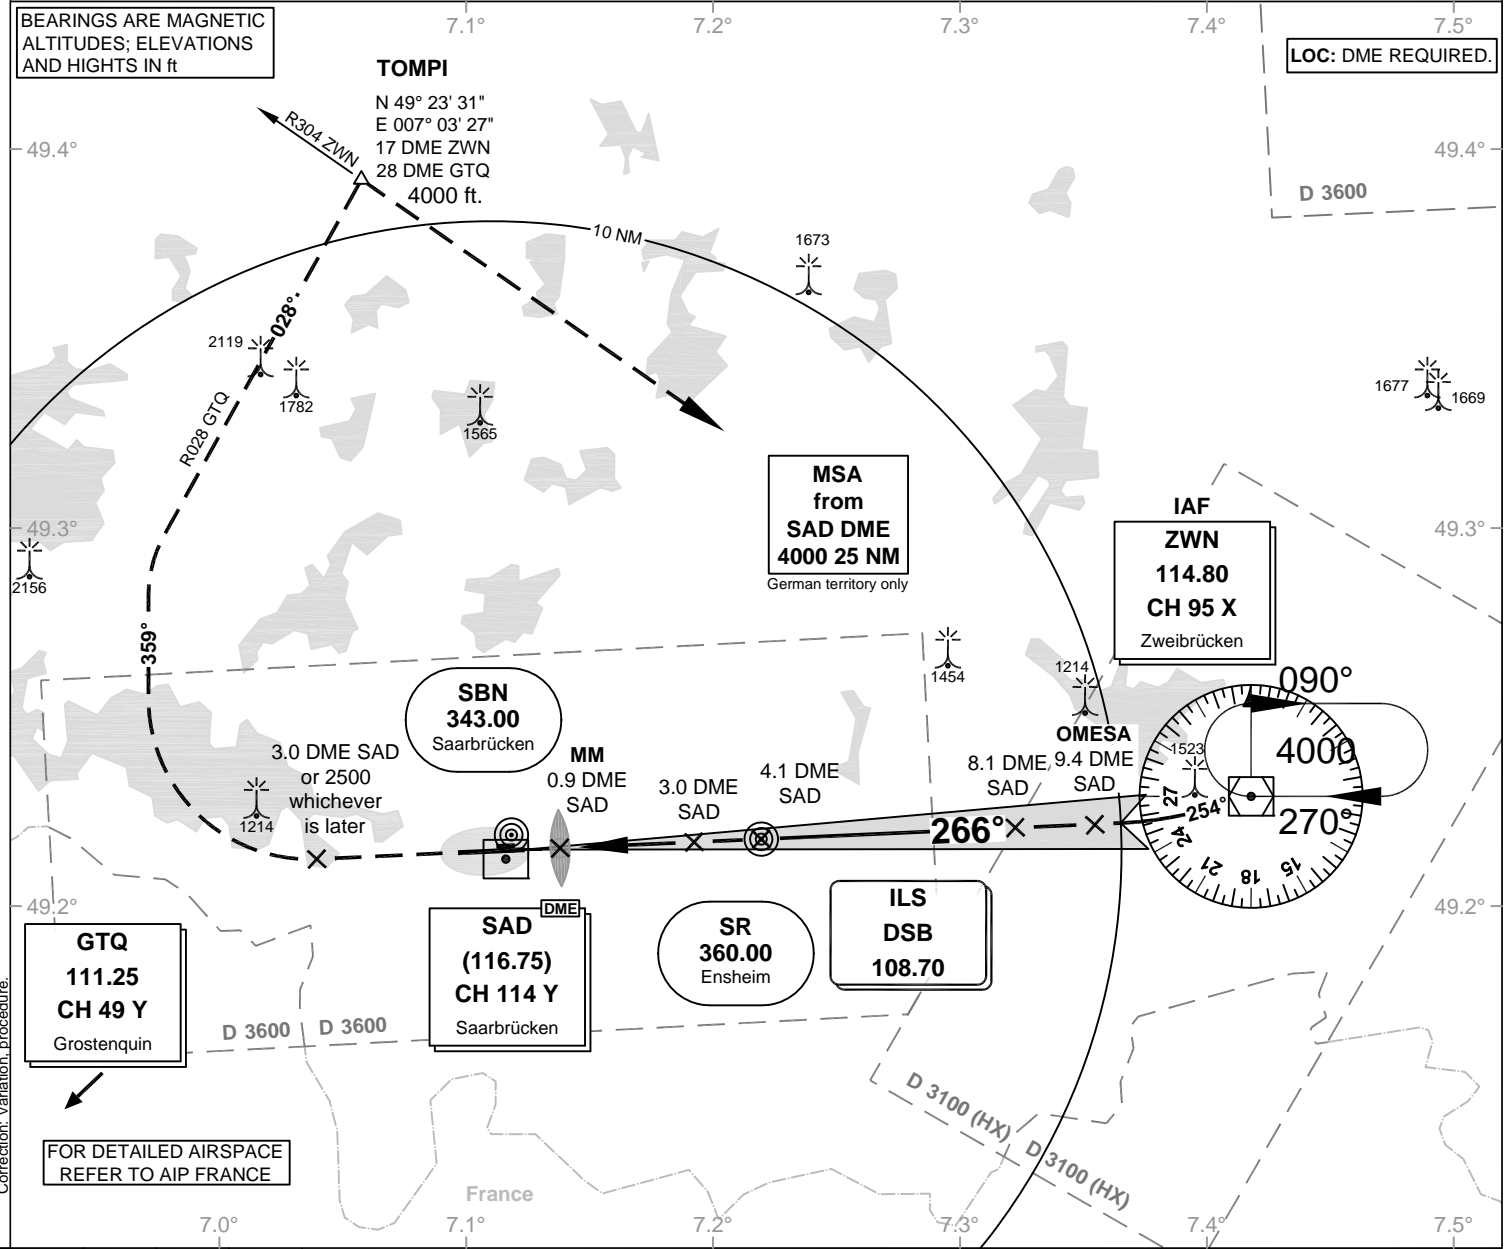 BEARINGS ARE MAGNETIC
ALTITUDES; ELEVATIONS
AND HIGHTS IN ft
7.1°
7.2°
7.3°
7.4°
7.5°
LOC: DME REQUIRED.
TOMPI
N 49° 23' 31"
E 007° 03' 27"
17 DME ZWN
28 DME GTQ
4000 ft.
R304 ZWN
49.4°
49.4°
D 3600
10 NM
1673
028°
2119
1782
1565
R028 GTQ
1677
1669
MSA
from
SAD DME
4000 25 NM
German territory only
IAF
ZWN
114.80
CH 95 X
Zweibrücken
49.3°
49.3°
2156
359°
1454
1214
SBN
343.00
Saarbrücken
090°
4000
270°
1523
254°
27
24
21
18
15
OMESA
9.4 DME
SAD
8.1 DME
SAD
4.1 DME
SAD
3.0 DME
SAD
MM
0.9 DME
SAD
3.0 DME SAD
or 2500
whichever
is later
1214
266°
49.2°
49.2°
GTQ
111.25
CH 49 Y
Grostenquin
DME
SAD
(116.75)
CH 114 Y
Saarbrücken
SR
360.00
Ensheim
ILS
DSB
108.70
D 3600
D 3600
D 3100 (HX)
D 3100 (HX)
FOR DETAILED AIRSPACE
REFER TO AIP FRANCE
France
Correction: Variation, procedure.
7.0°
7.1°
7.2°
7.3°
7.4°
7.5°